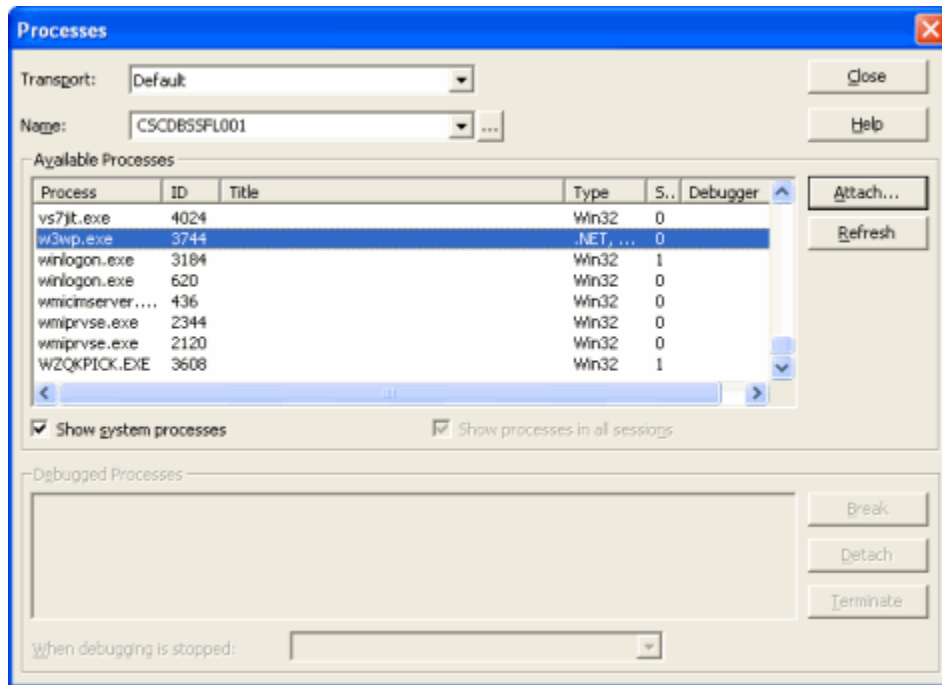 Processes
Transport: Default Close
Name: CSCDBSSFL001 ... Help
Available Processes
Process ID Title Type S.. Debugger Attach...
vs7jit.exe 4024 Win32 0
w3wp.exe 3744 .NET, ... 0 Refresh
winlogon.exe 3184 Win32 1
winlogon.exe 620 Win32 0
wmicimserver.... 436 Win32 0
wmiprvse.exe 2344 Win32 0
wmiprvse.exe 2120 Win32 0
WZQKPICK.EXE 3608 Win32 1
Show system processes Show processes in all sessions
Debugged Processes
Break
Detach
Terminate
When debugging is stopped: